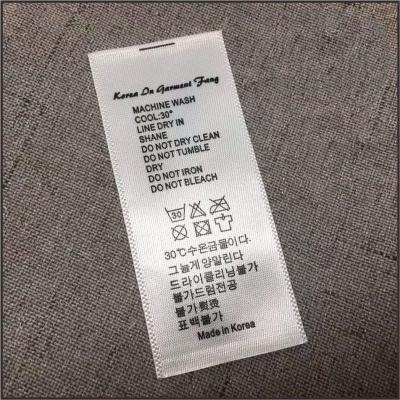 Korea In Garment Fang
MACHINE WASH
COOL:30°
LINE DRY IN
SHANE
DO NOT DRY CLEAN
DO NOT TUMBLE
DRY
DO NOT IRON
DO NOT BLEACH
30
30℃수온금물이다.
그늘게양말린다
드라이클리닝불가
불가드럼전공
불가熨烫
표백불가
Made in Korea